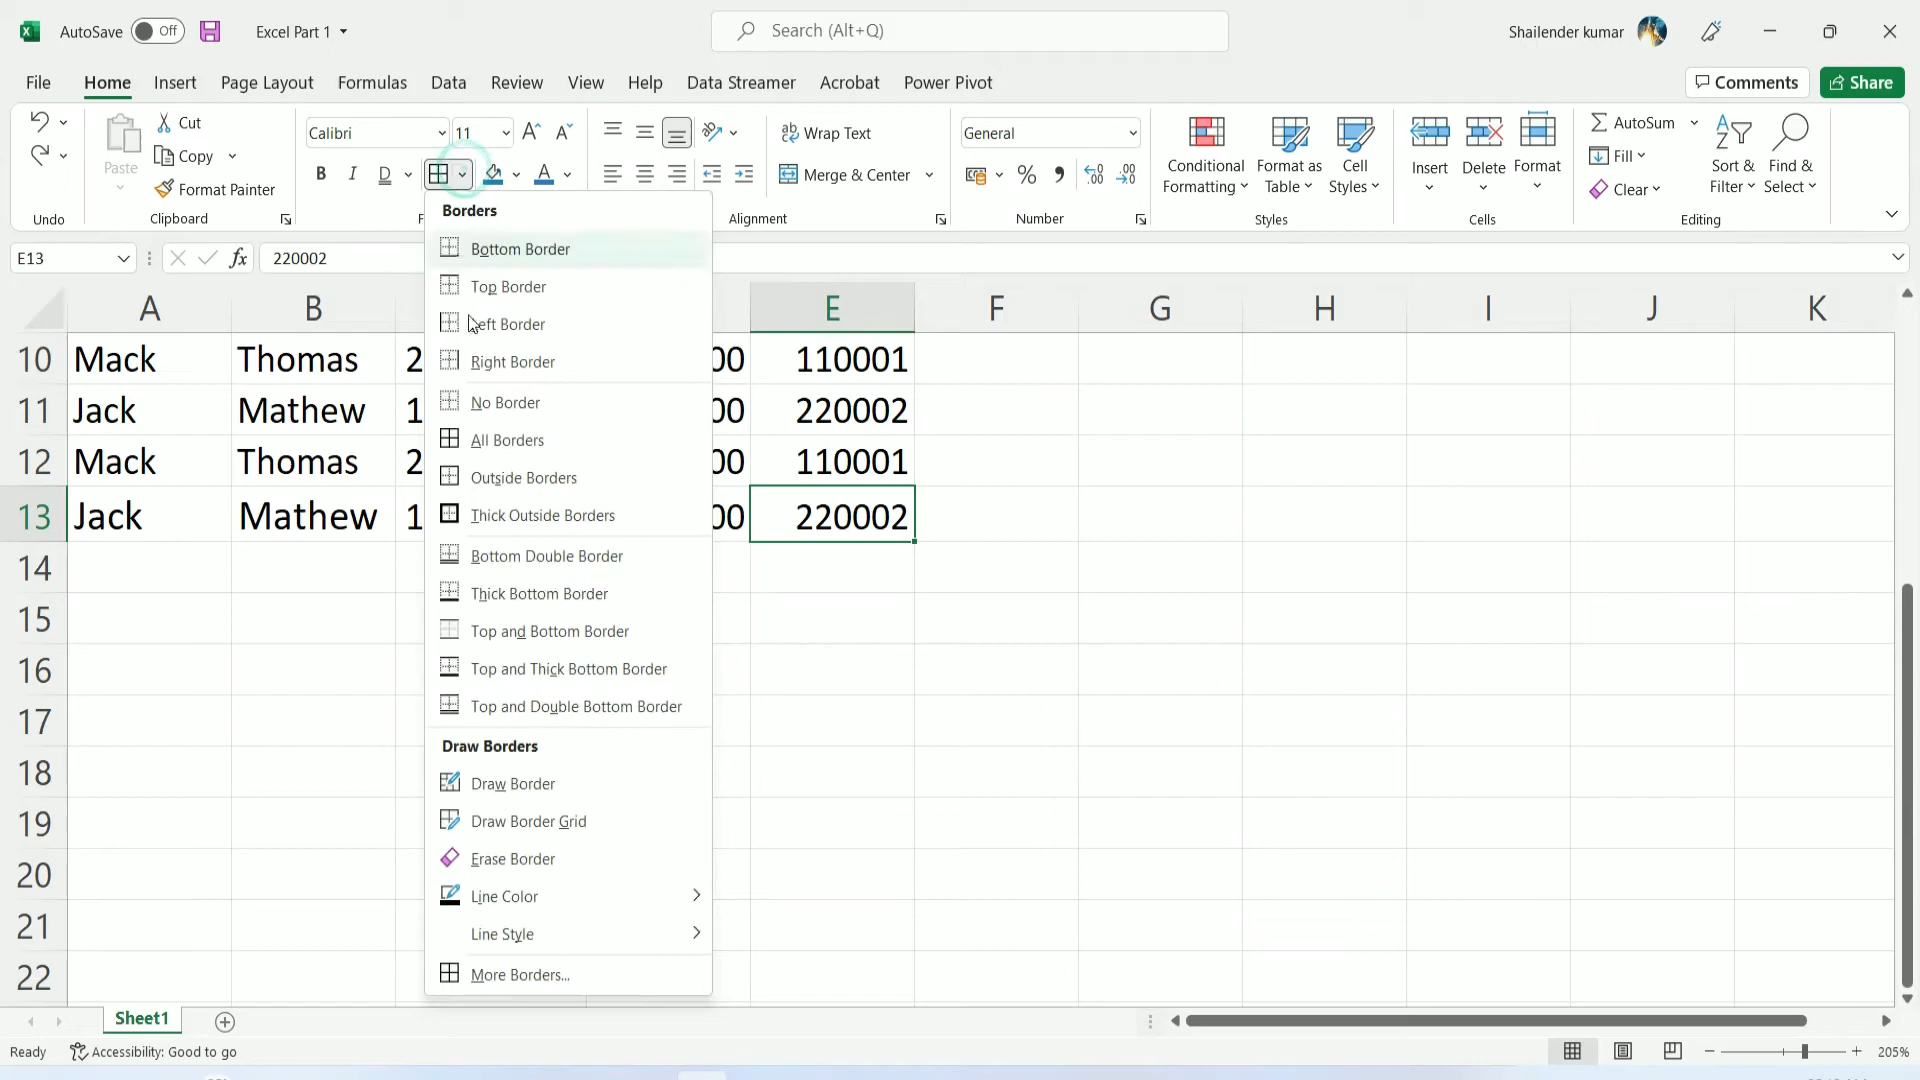 AutoSave Off Excel Part 1 Search (Alt+Q) Shailender kumar
File Home Insert Page Layout Formulas Data Review View Help Data Streamer Acrobat Power Pivot Comments Share
Cut Calibri 11 Wrap Text General AutoSum
Paste Copy Conditional Formatting Format as Table Cell Styles Insert Delete Format Fill Sort & Filter Find & Select
Format Painter B I D A Merge & Center % Clear
Undo Clipboard F Alignment Number Styles Cells Editing
E13 fx 220002
A B E F G H I J K
10 Mack Thomas 2 00 110001
11 Jack Mathew 1 00 220002
12 Mack Thomas 2 00 110001
13 Jack Mathew 1 00 220002
14
15
16
17
18
19
20
21
22
Borders
Bottom Border
Top Border
Left Border
Right Border
No Border
All Borders
Outside Borders
Thick Outside Borders
Bottom Double Border
Thick Bottom Border
Top and Bottom Border
Top and Thick Bottom Border
Top and Double Bottom Border
Draw Borders
Draw Border
Draw Border Grid
Erase Border
Line Color
Line Style
More Borders...
Sheet1
Ready Accessibility: Good to go 205%